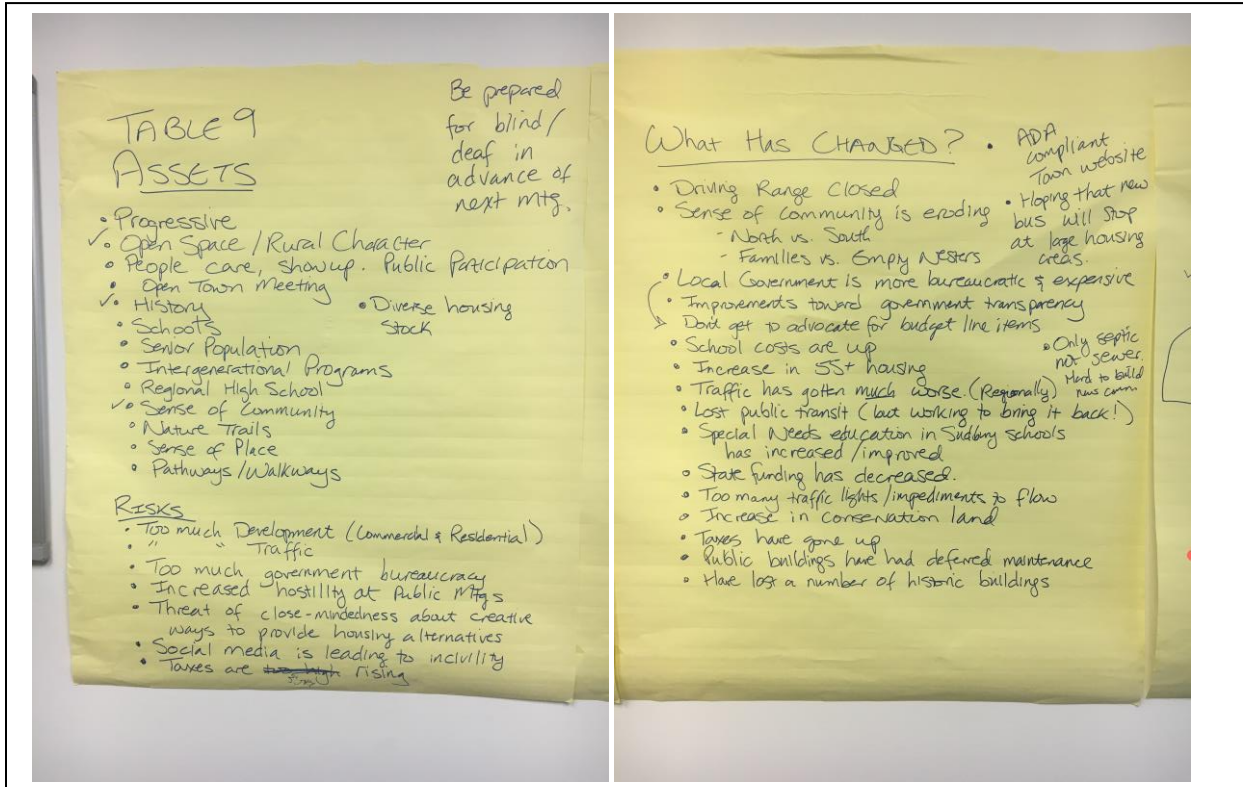 TABLE 9
ASSETS
Be prepared
for blind/
deaf in
advance of
next mtg.
• Progressive
✓• Open Space / Rural Character
• People care, show up. Public Participation
• Open Town Meeting
✓• History
• Diverse housing
stock
• Schools
• Senior Population
• Intergenerational Programs
• Regional High School
✓• Sense of Community
• Nature Trails
• Sense of Place
• Pathways/Walkways
RISKS
• Too much Development (Commercial & Residential)
• " " Traffic
• Too much government bureaucracy
• Increased hostility at Public Mtgs
• Threat of close-mindedness about creative
ways to provide housing alternatives
• Social media is leading to incivility
• Taxes are too high rising
What Has CHANGED?
• ADA
compliant
Town website
• Hoping that new
bus will stop
at large housing
areas.
• Driving Range Closed
• Sense of Community is eroding
- North vs. South
- Families vs. Empty Nesters
• Local Government is more bureaucratic & expensive
• Improvements toward government transparency
Don't get to advocate for budget line items
• School costs are up
• Only septic
not sewer.
Hard to build
new comm.
• Increase in 55+ housing
• Traffic has gotten much worse. (Regionally)
• Lost public transit (but working to bring it back!)
• Special Needs education in Sudbury schools
has increased/improved
• State funding has decreased.
• Too many traffic lights/impediments to flow
• Increase in conservation land
• Taxes have gone up
• Public buildings have had deferred maintenance
• Have lost a number of historic buildings